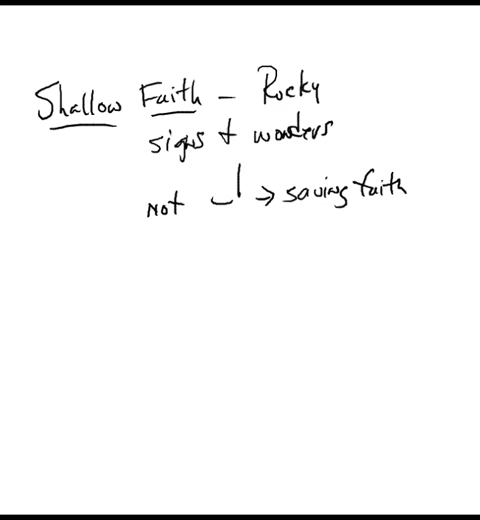 Shallow Faith - Rocky
signs + wonders
Not → saving faith